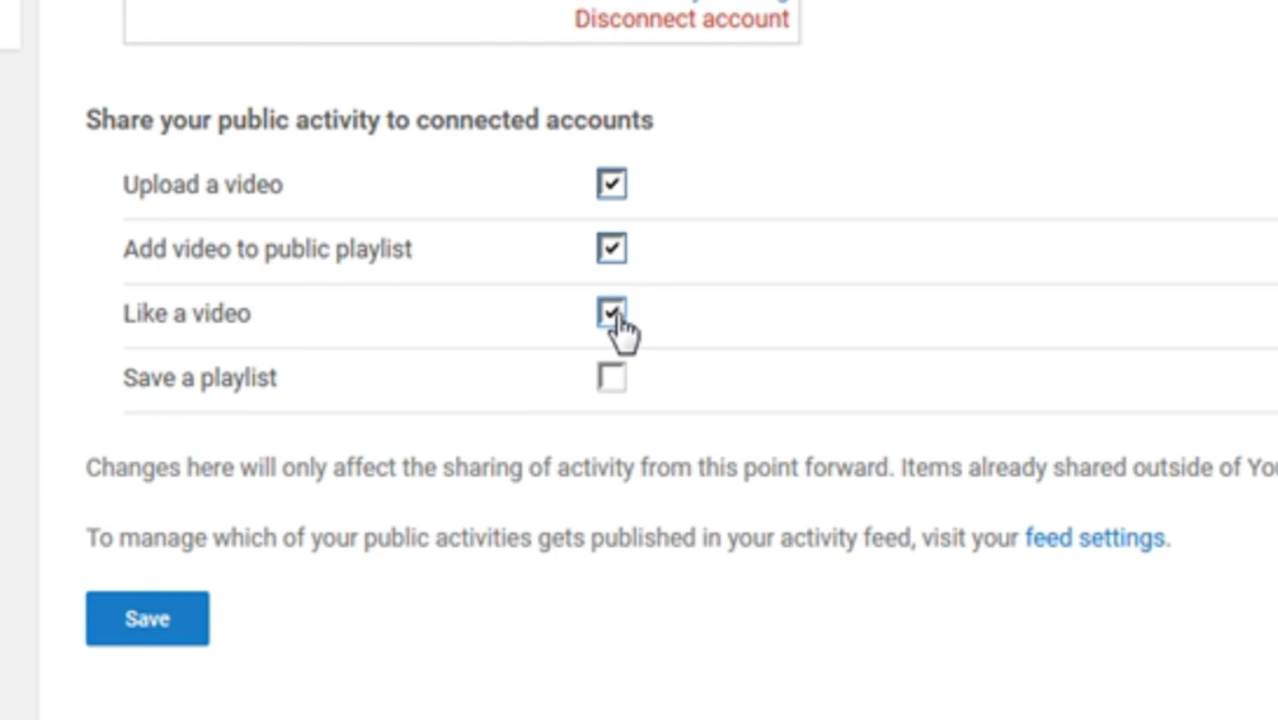 Disconnect account
Share your public activity to connected accounts
Upload a video
Add video to public playlist
Like a video
Save a playlist
Changes here will only affect the sharing of activity from this point forward. Items already shared outside of
To manage which of your public activities gets published in your activity feed, visit your feed settings.
Save